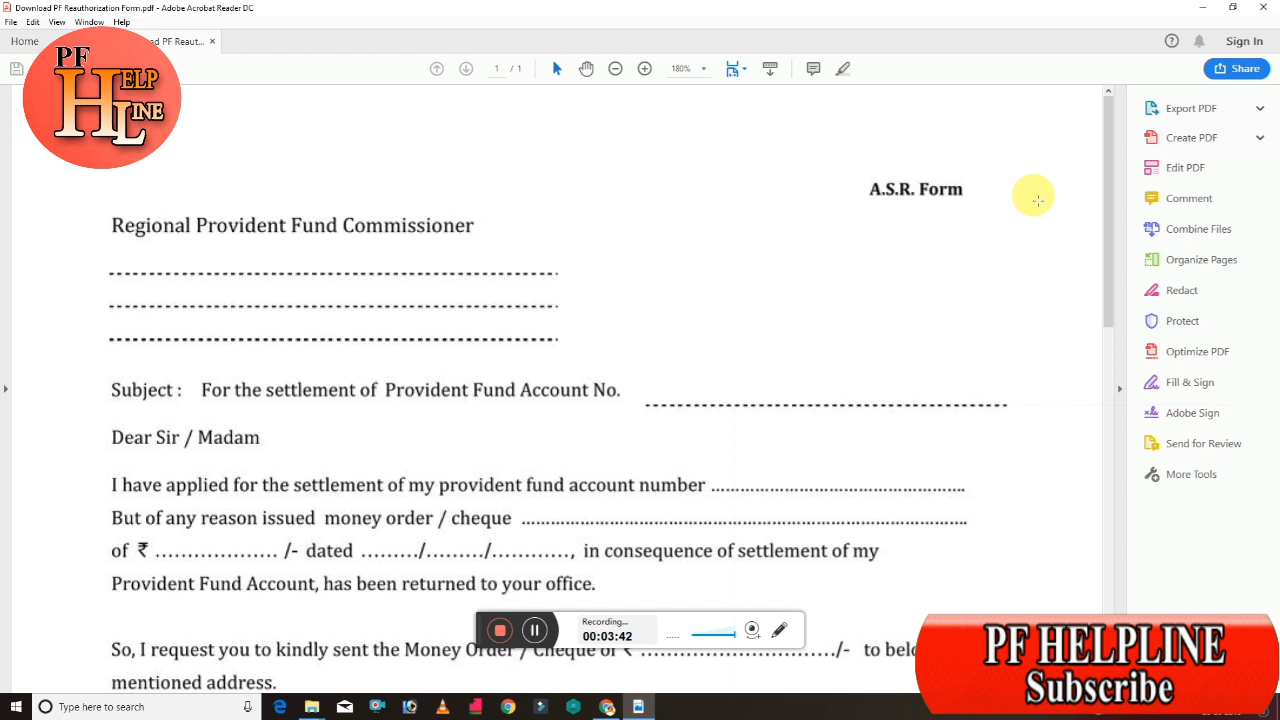 Download PF Reauthorization Form.pdf - Adobe Acrobat Reader DC
File Edit View Window Help
Home
PF Reaut... ×
Sign In
1 / 1
180%
Share
PF
HELP
LINE
Export PDF
Create PDF
Edit PDF
Comment
Combine Files
Organize Pages
Redact
Protect
Optimize PDF
Fill & Sign
Adobe Sign
Send for Review
More Tools
A.S.R. Form
Regional Provident Fund Commissioner
Subject : For the settlement of Provident Fund Account No.
Dear Sir / Madam
I have applied for the settlement of my provident fund account number ......................................................
But of any reason issued money order / cheque ......................................................
of ₹ ................... /- dated ........./........./............, in consequence of settlement of my
Provident Fund Account, has been returned to your office.
So, I request you to kindly sent the Money Order / Cheque of ₹ ............................../- to
mentioned address.
Recording...
00:03:42
PF HELPLINE
Subscribe
Type here to search